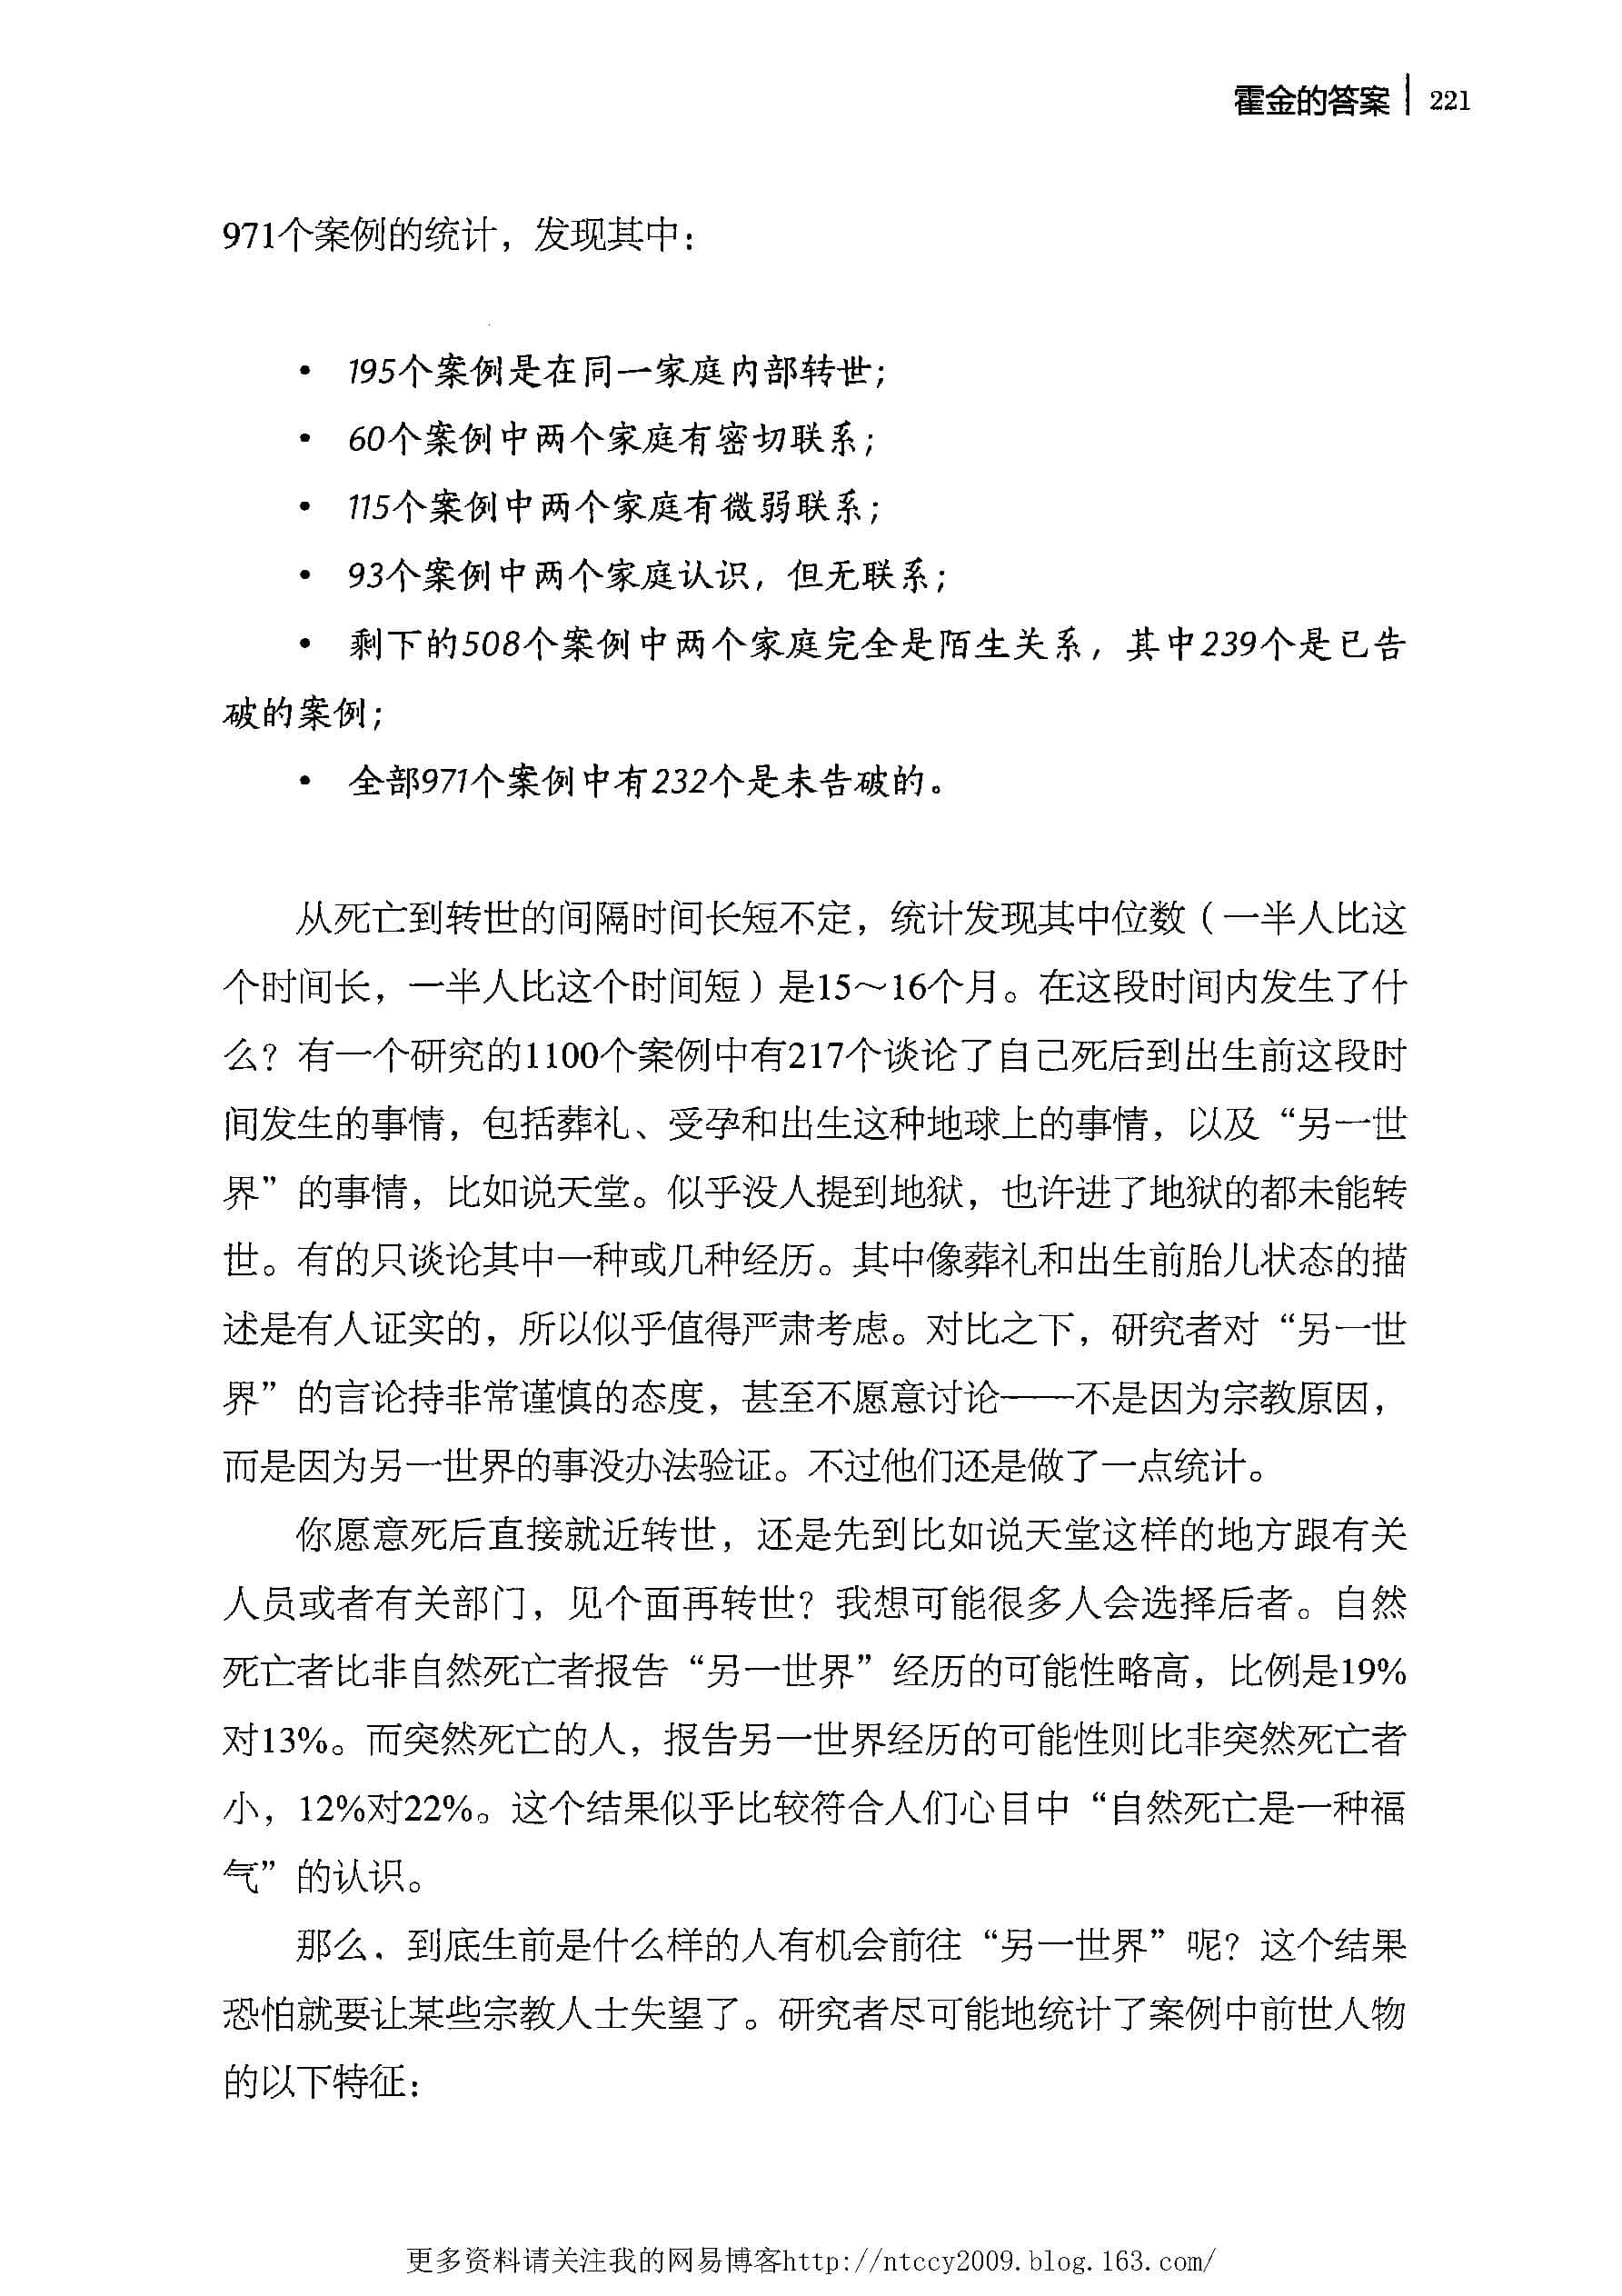 霍金的答案 221
971个案例的统计，发现其中：
• 195个案例是在同一家庭内部转世；
• 60个案例中两个家庭有密切联系；
• 115个案例中两个家庭有微弱联系；
• 93个案例中两个家庭认识，但无联系；
• 剩下的508个案例中两个家庭完全是陌生关系，其中239个是已告
破的案例；
• 全部971个案例中有232个是未告破的。
从死亡到转世的间隔时间长短不定，统计发现其中位数（一半人比这
个时间长，一半人比这个时间短）是15～16个月。在这段时间内发生了什
么？有一个研究的1100个案例中有217个谈论了自己死后到出生前这段时
间发生的事情，包括葬礼、受孕和出生这种地球上的事情，以及“另一世
界”的事情，比如说天堂。似乎没人提到地狱，也许进了地狱的都未能转
世。有的只谈论其中一种或几种经历。其中像葬礼和出生前胎儿状态的描
述是有人证实的，所以似乎值得严肃考虑。对比之下，研究者对“另一世
界”的言论持非常谨慎的态度，甚至不愿意讨论——不是因为宗教原因，
而是因为另一世界的事没办法验证。不过他们还是做了一点统计。
你愿意死后直接就近转世，还是先到比如说天堂这样的地方跟有关
人员或者有关部门，见个面再转世？我想可能很多人会选择后者。自然
死亡者比非自然死亡者报告“另一世界”经历的可能性略高，比例是19%
对13%。而突然死亡的人，报告另一世界经历的可能性则比非突然死亡者
小，12%对22%。这个结果似乎比较符合人们心目中“自然死亡是一种福
气”的认识。
那么，到底生前是什么样的人有机会前往“另一世界”呢？这个结果
恐怕就要让某些宗教人士失望了。研究者尽可能地统计了案例中前世人物
的以下特征：
更多资料请关注我的网易博客http://ntccy2009.blog.163.com/